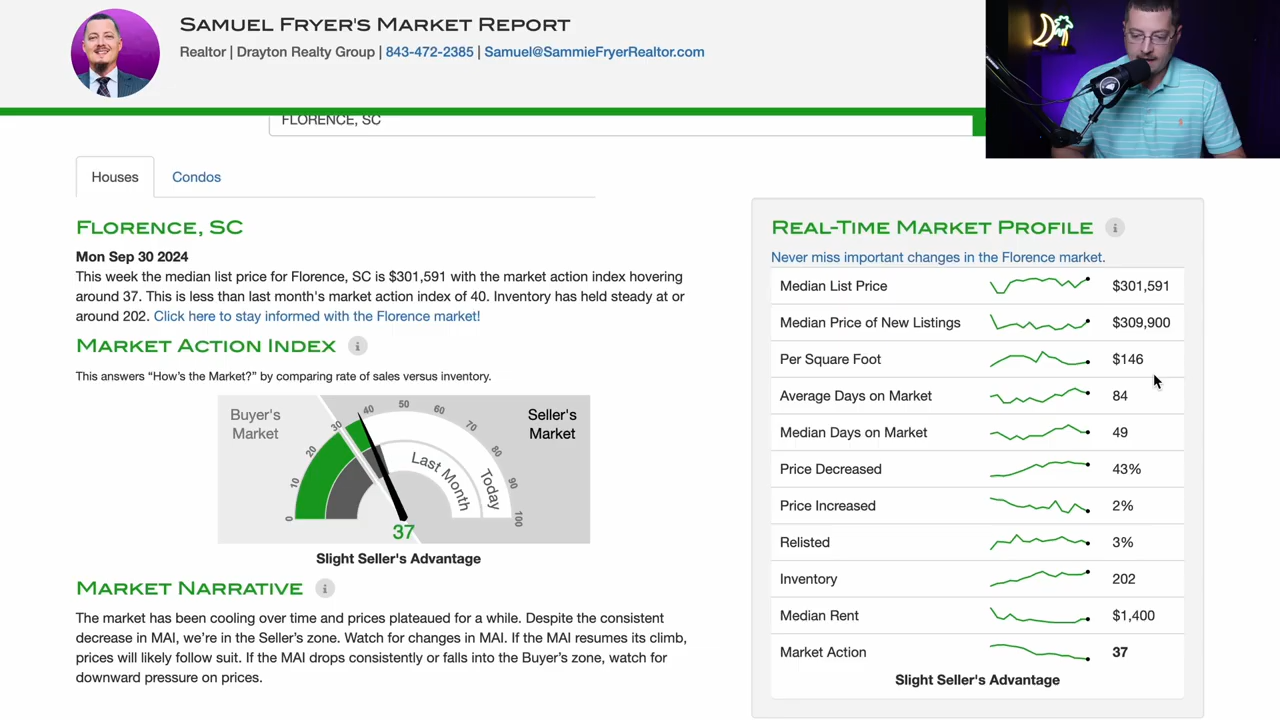 SAMUEL FRYER'S MARKET REPORT
Realtor | Drayton Realty Group | 843-472-2385 | Samuel@SammieFryerRealtor.com
FLORENCE, SC
Houses
Condos
FLORENCE, SC
Mon Sep 30 2024
This week the median list price for Florence, SC is $301,591 with the market action index hovering
around 37. This is less than last month's market action index of 40. Inventory has held steady at or
around 202. Click here to stay informed with the Florence market!
MARKET ACTION INDEX i
This answers “How's the Market?” by comparing rate of sales versus inventory.
Buyer's
Market
Seller's
Market
0
10
20
30
40
50
60
70
80
90
100
Last Month
Today
37
Slight Seller's Advantage
MARKET NARRATIVE i
The market has been cooling over time and prices plateaued for a while. Despite the consistent
decrease in MAI, we’re in the Seller’s zone. Watch for changes in MAI. If the MAI resumes its climb,
prices will likely follow suit. If the MAI drops consistently or falls into the Buyer’s zone, watch for
downward pressure on prices.
REAL-TIME MARKET PROFILE i
Never miss important changes in the Florence market.
Median List Price $301,591
Median Price of New Listings $309,900
Per Square Foot $146
Average Days on Market 84
Median Days on Market 49
Price Decreased 43%
Price Increased 2%
Relisted 3%
Inventory 202
Median Rent $1,400
Market Action 37
Slight Seller's Advantage